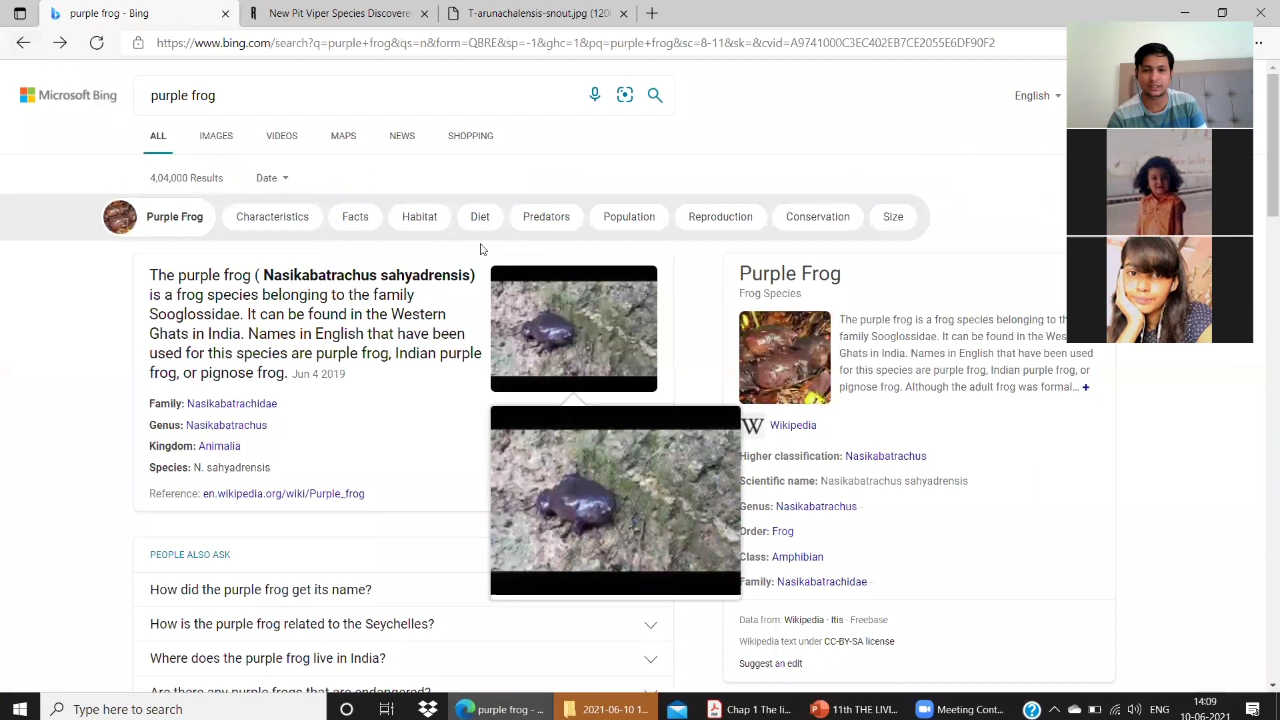 purple frog - Bing
New Pit Viper Species Discovere
T-arunachalensis-snout.jpg (120
https://www.bing.com/search?q=purple+frog&qs=n&form=QBRE&sp=-1&ghc=1&pq=purple+frog&sc=8-11&sk=&cvid=A9741000C3EC402EB7CE2055E6DF90F2
Microsoft Bing
purple frog
English
ALL IMAGES VIDEOS MAPS NEWS SHOPPING
4,04,000 Results Date
Purple Frog Characteristics Facts Habitat Diet Predators Population Reproduction Conservation Size
The purple frog ( Nasikabatrachus sahyadrensis)
is a frog species belonging to the family
Sooglossidae. It can be found in the Western
Ghats in India. Names in English that have been
used for this species are purple frog, Indian purple
frog, or pignose frog. Jun 4 2019
Family: Nasikabatrachidae
Genus: Nasikabatrachus
Kingdom: Animalia
Species: N. sahyadrensis
Reference: en.wikipedia.org/wiki/Purple_frog
PEOPLE ALSO ASK
How did the purple frog get its name?
How is the purple frog related to the Seychelles?
Where does the purple frog live in India?
Are there any purple frogs that are endangered?
Purple Frog
Frog Species
The purple frog is a frog species belonging to th
family Sooglossidae. It can be found in the Wes
Ghats in India. Names in English that have been used
for this species are purple frog, Indian purple frog, or
pignose frog. Although the adult frog was formal... +
W Wikipedia
Higher classification: Nasikabatrachus
Scientific name: Nasikabatrachus sahyadrensis
Genus: Nasikabatrachus
Order: Frog
Class: Amphibian
Family: Nasikabatrachidae
Data from: Wikipedia · Itis · Freebase
Wikipedia text under CC-BY-SA license
Suggest an edit
Type here to search
purple frog - ...
2021-06-10 1...
Chap 1 The li...
11th THE LIVI...
Meeting Cont...
ENG
14:09
10-06-2021